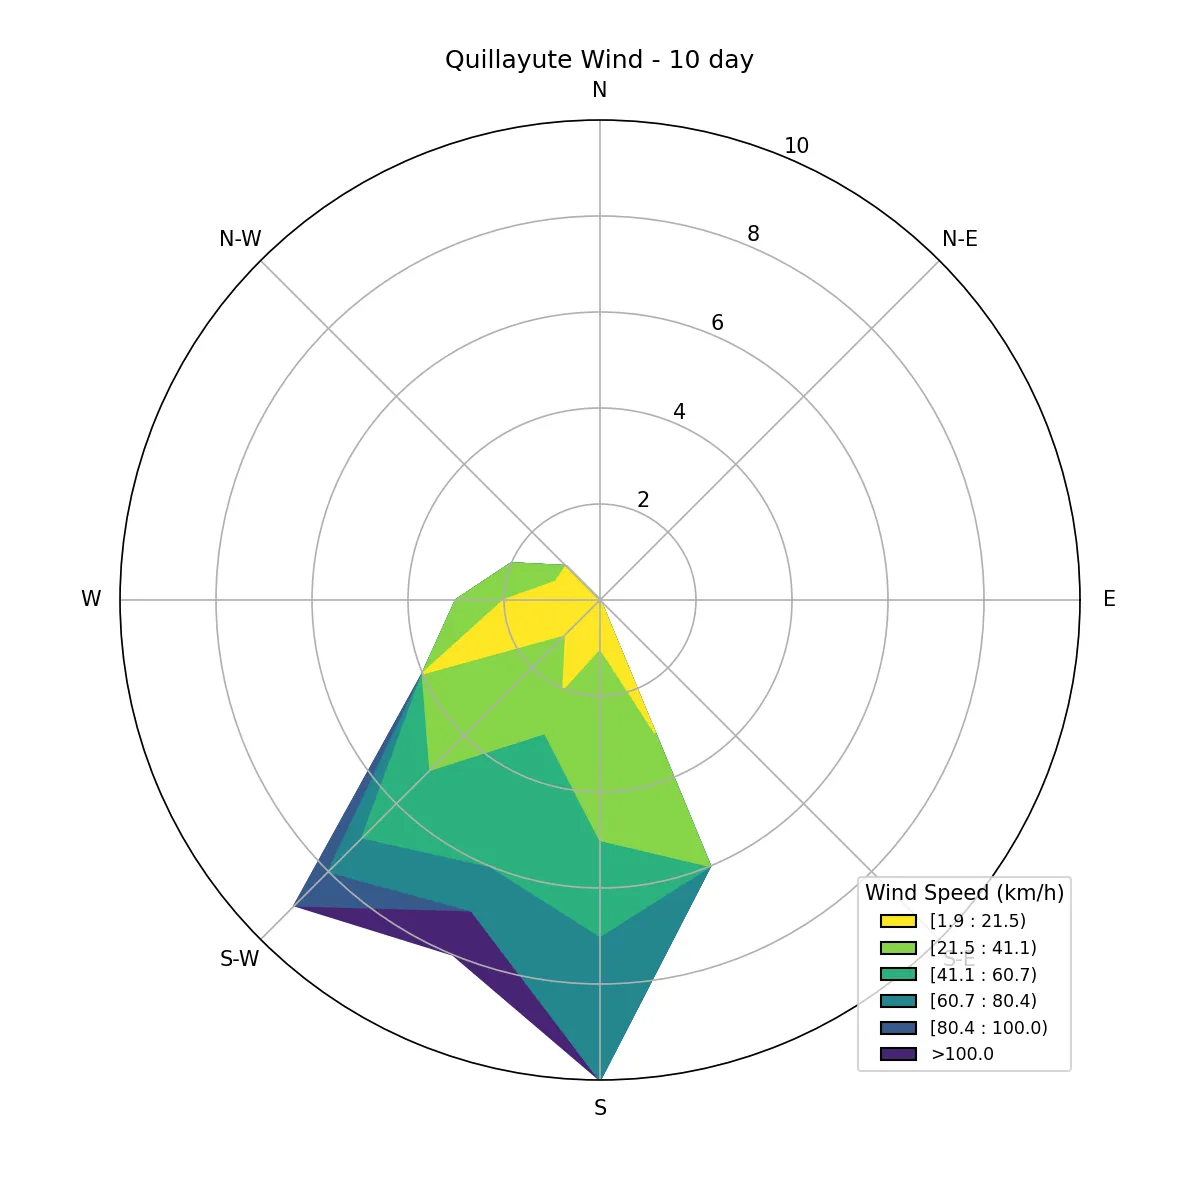 Quillayute Wind - 10 day
N
10
N-W
8
N-E
6
4
2
W
E
Wind Speed (km/h)
[1.9 : 21.5)
[21.5 : 41.1)
S-W
S-E
[41.1 : 60.7)
[60.7 : 80.4)
[80.4 : 100.0)
>100.0
S